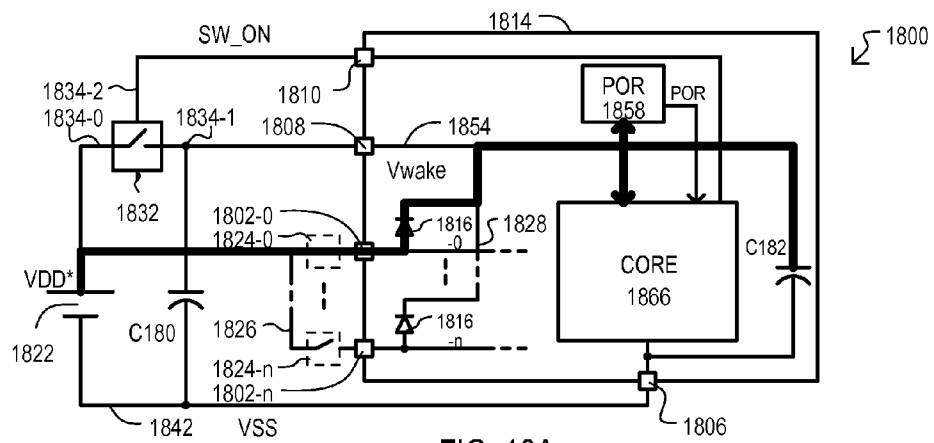 1814
1800
SW_ON
1810
POR
1858
POR
1834-2
1834-0
1834-1
1808
1854
Vwake
1832
1802-0
1824-0
1816
-0
1828
CORE
1866
C182
VDD*
1822
C180
1826
1816
-n
1824-n
1802-n
1842
VSS
1806